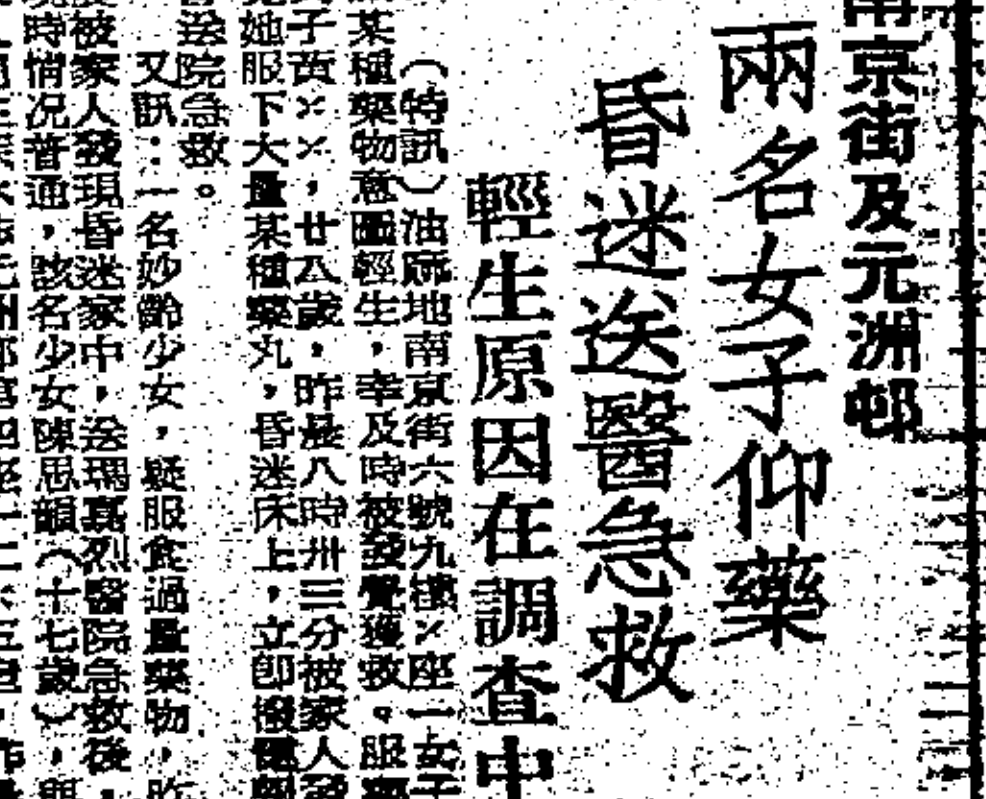 南京街及元洲邨
兩名女子仰藥
昏迷送醫急救
輕生原因在調查中
（特訊）油麻地南京街六號九樓×座一女子
某種藥物意圖輕生，幸及時被發覺獲救。服藥
子黃××，廿八歲，昨晨八時卅三分被家人發
她服下大量某種藥丸，昏迷床上，立即撥電
送院急救。
又訊：一名妙齡少女，疑服食過量藥物，昨
被家人發現昏迷家中，送瑪嘉烈醫院急救後，
時情况普通，該名少女陳思韻（十七歲），